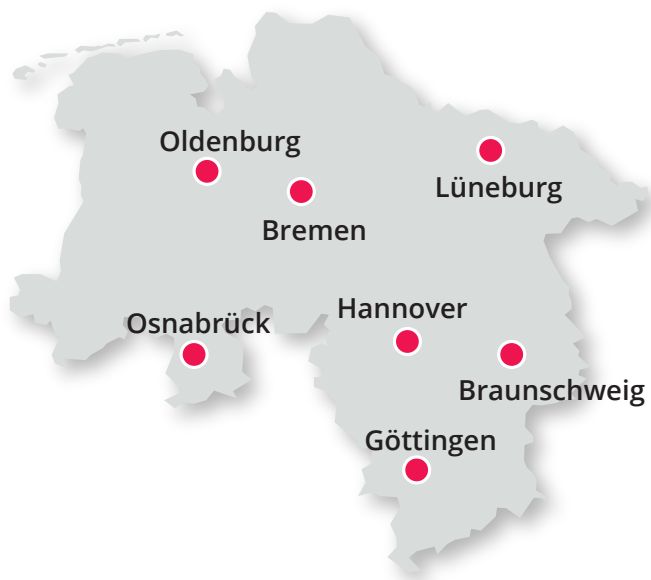 Oldenburg
Lüneburg
Bremen
Hannover
Osnabrück
Braunschweig
Göttingen